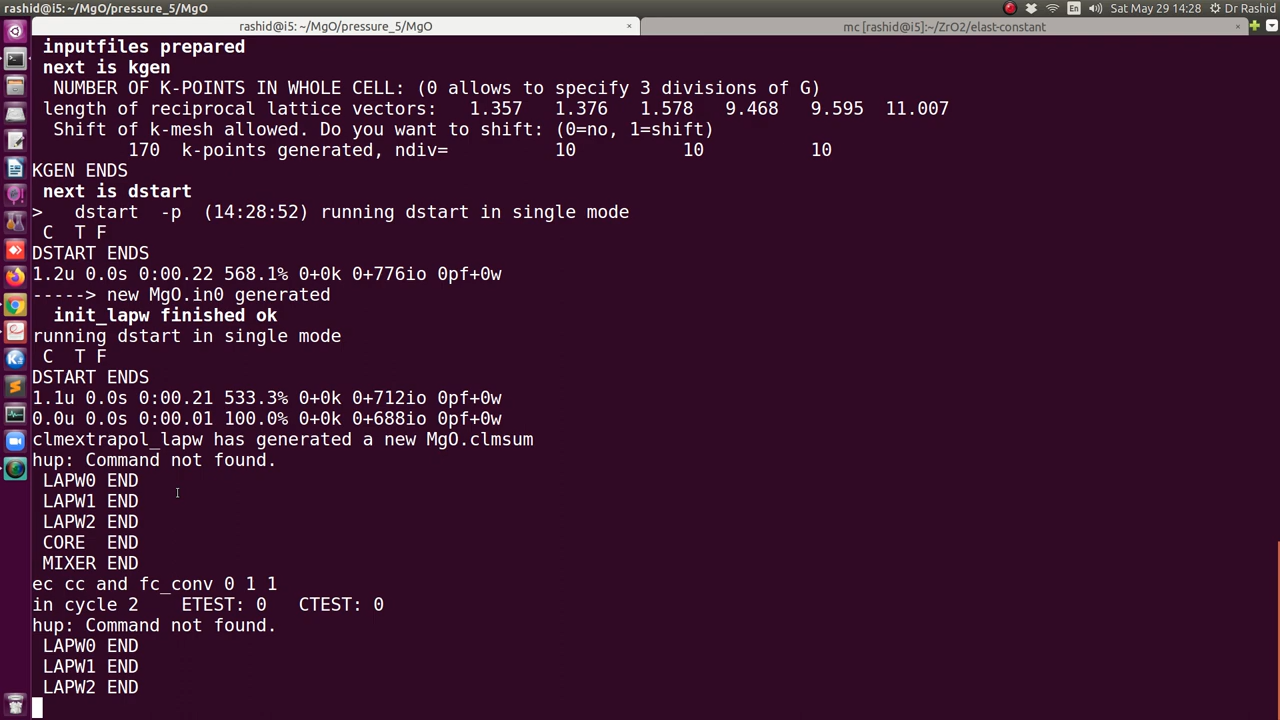 rashid@i5: ~/MgO/pressure_5/MgO
En
Sat May 29 14:28
Dr Rashid
rashid@i5: ~/MgO/pressure_5/MgO ×
mc [rashid@i5]:~/ZrO2/elast-constant ×
inputfiles prepared
next is kgen
NUMBER OF K-POINTS IN WHOLE CELL: (0 allows to specify 3 divisions of G)
length of reciprocal lattice vectors: 1.357 1.376 1.578 9.468 9.595 11.007
Shift of k-mesh allowed. Do you want to shift: (0=no, 1=shift)
170 k-points generated, ndiv= 10 10 10
KGEN ENDS
next is dstart
> dstart -p (14:28:52) running dstart in single mode
C T F
DSTART ENDS
1.2u 0.0s 0:00.22 568.1% 0+0k 0+776io 0pf+0w
-----> new MgO.in0 generated
init_lapw finished ok
running dstart in single mode
C T F
DSTART ENDS
1.1u 0.0s 0:00.21 533.3% 0+0k 0+712io 0pf+0w
0.0u 0.0s 0:00.01 100.0% 0+0k 0+688io 0pf+0w
clmextrapol_lapw has generated a new MgO.clmsum
hup: Command not found.
LAPW0 END
LAPW1 END
LAPW2 END
CORE END
MIXER END
ec cc and fc_conv 0 1 1
in cycle 2 ETEST: 0 CTEST: 0
hup: Command not found.
LAPW0 END
LAPW1 END
LAPW2 END